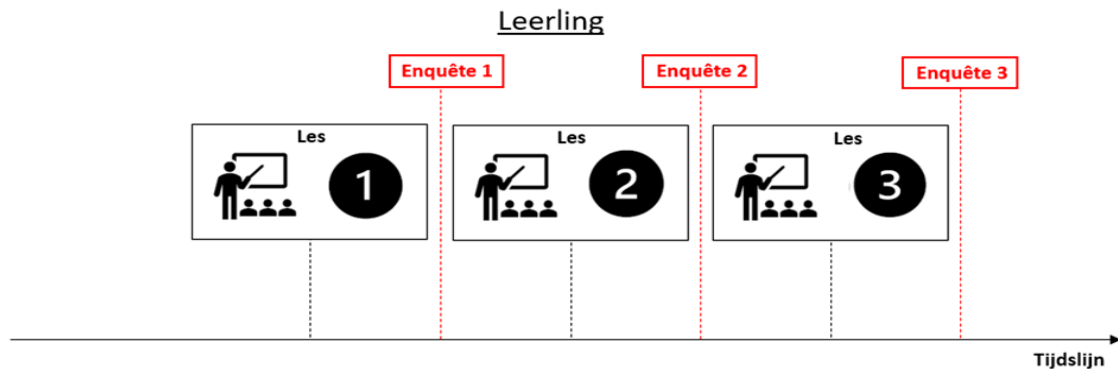 Leerling
Enquête 1
Enquête 2
Enquête 3
Les
1
Les
2
Les
3
Tijdslijn